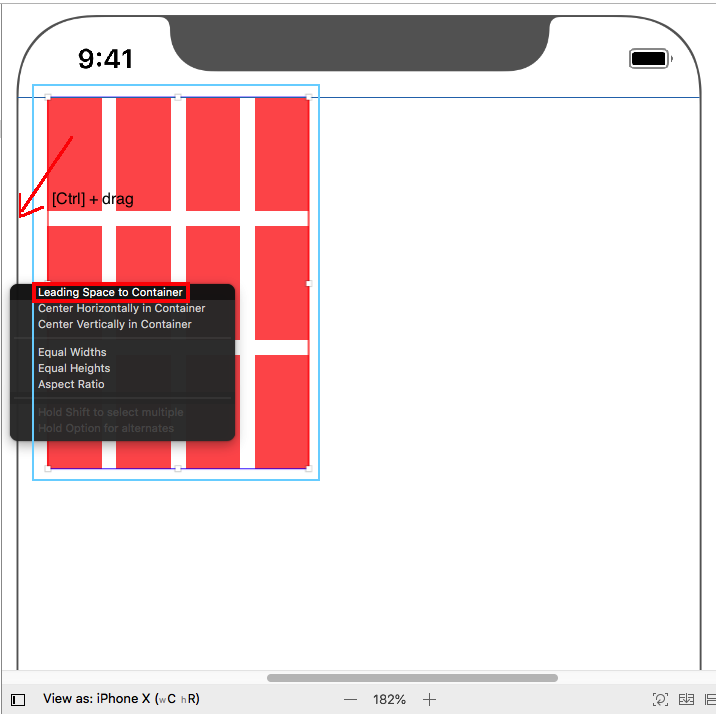 9:41
[Ctrl] + drag
Leading Space to Container
Center Horizontally in Container
Center Vertically in Container
Equal Widths
Equal Heights
Aspect Ratio
Hold Shift to select multiple
Hold Option for alternates
View as: iPhone X (wC hR)
182%